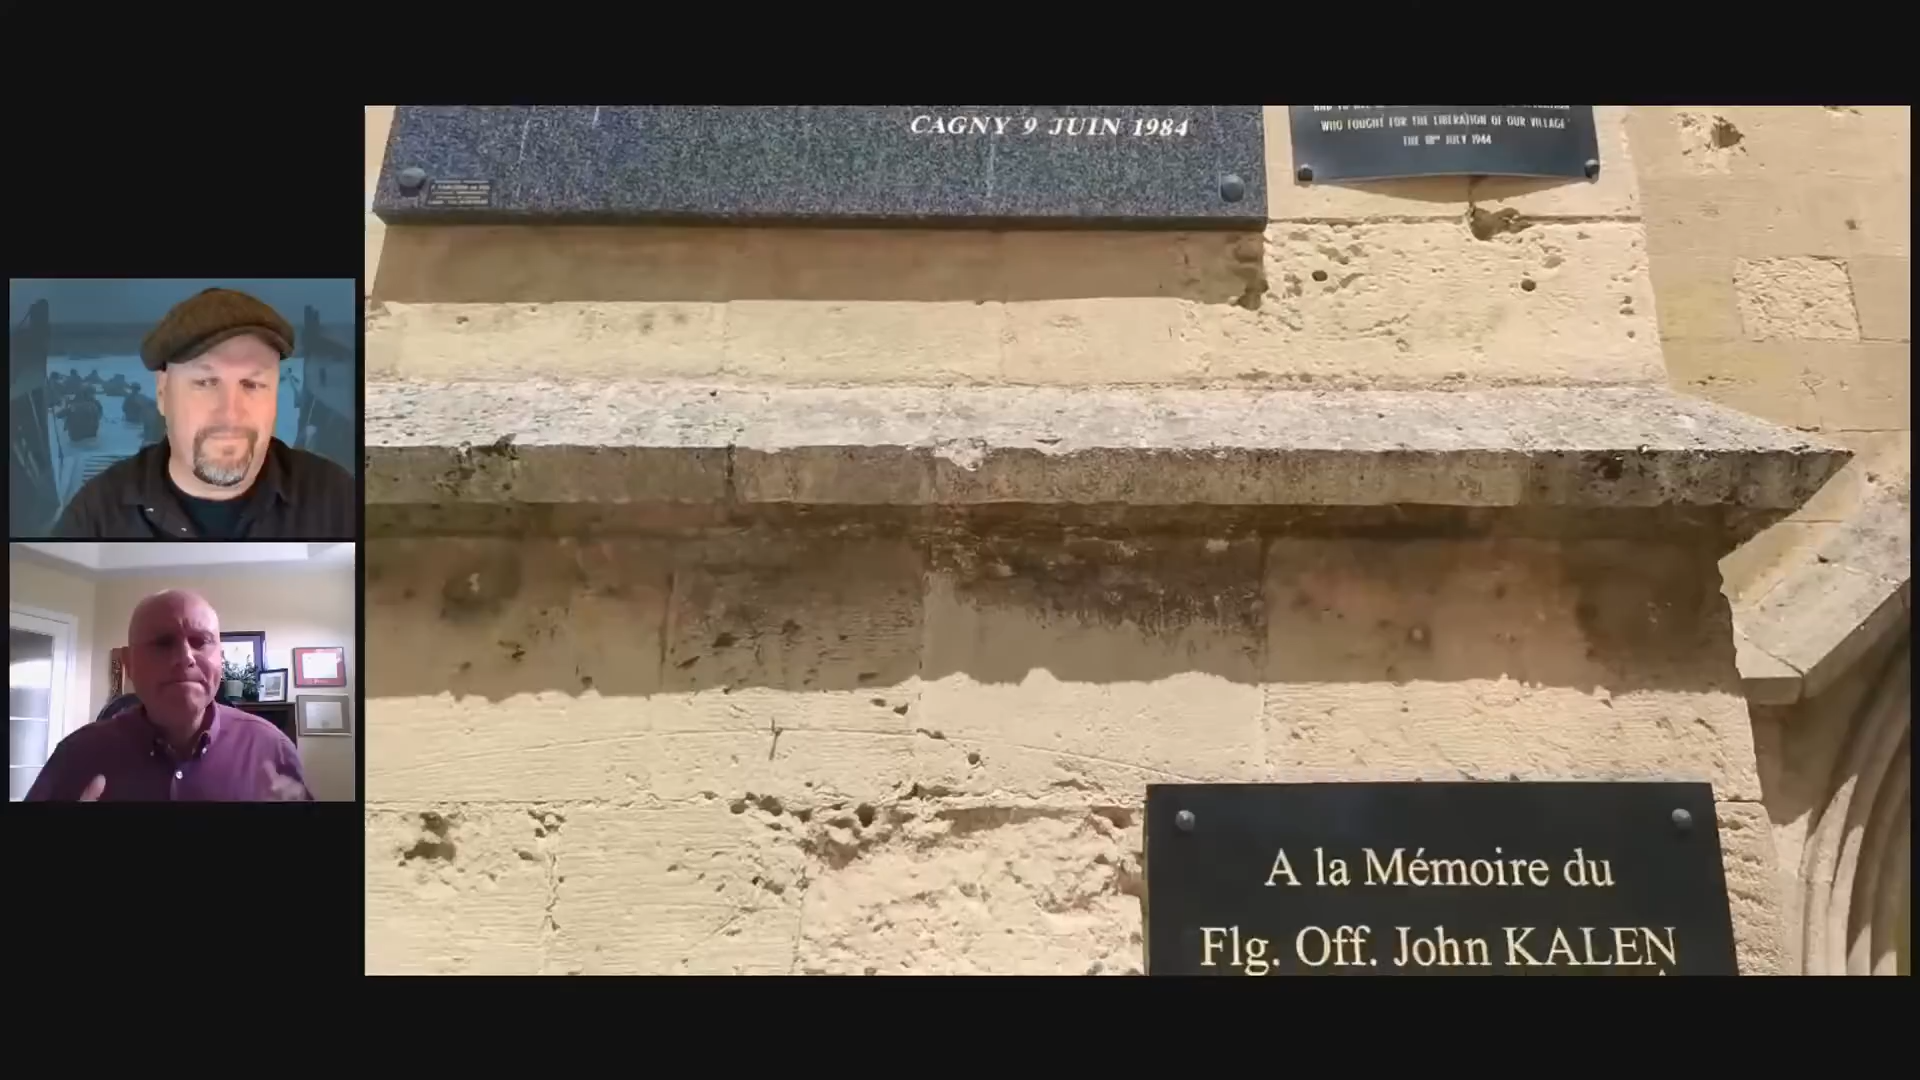 CAGNY 9 JUIN 1984
WHO FOUGHT FOR THE LIBERATION OF OUR VILLAGE
THE 18TH JULY 1944
A la Mémoire du
Flg. Off. John KALEN